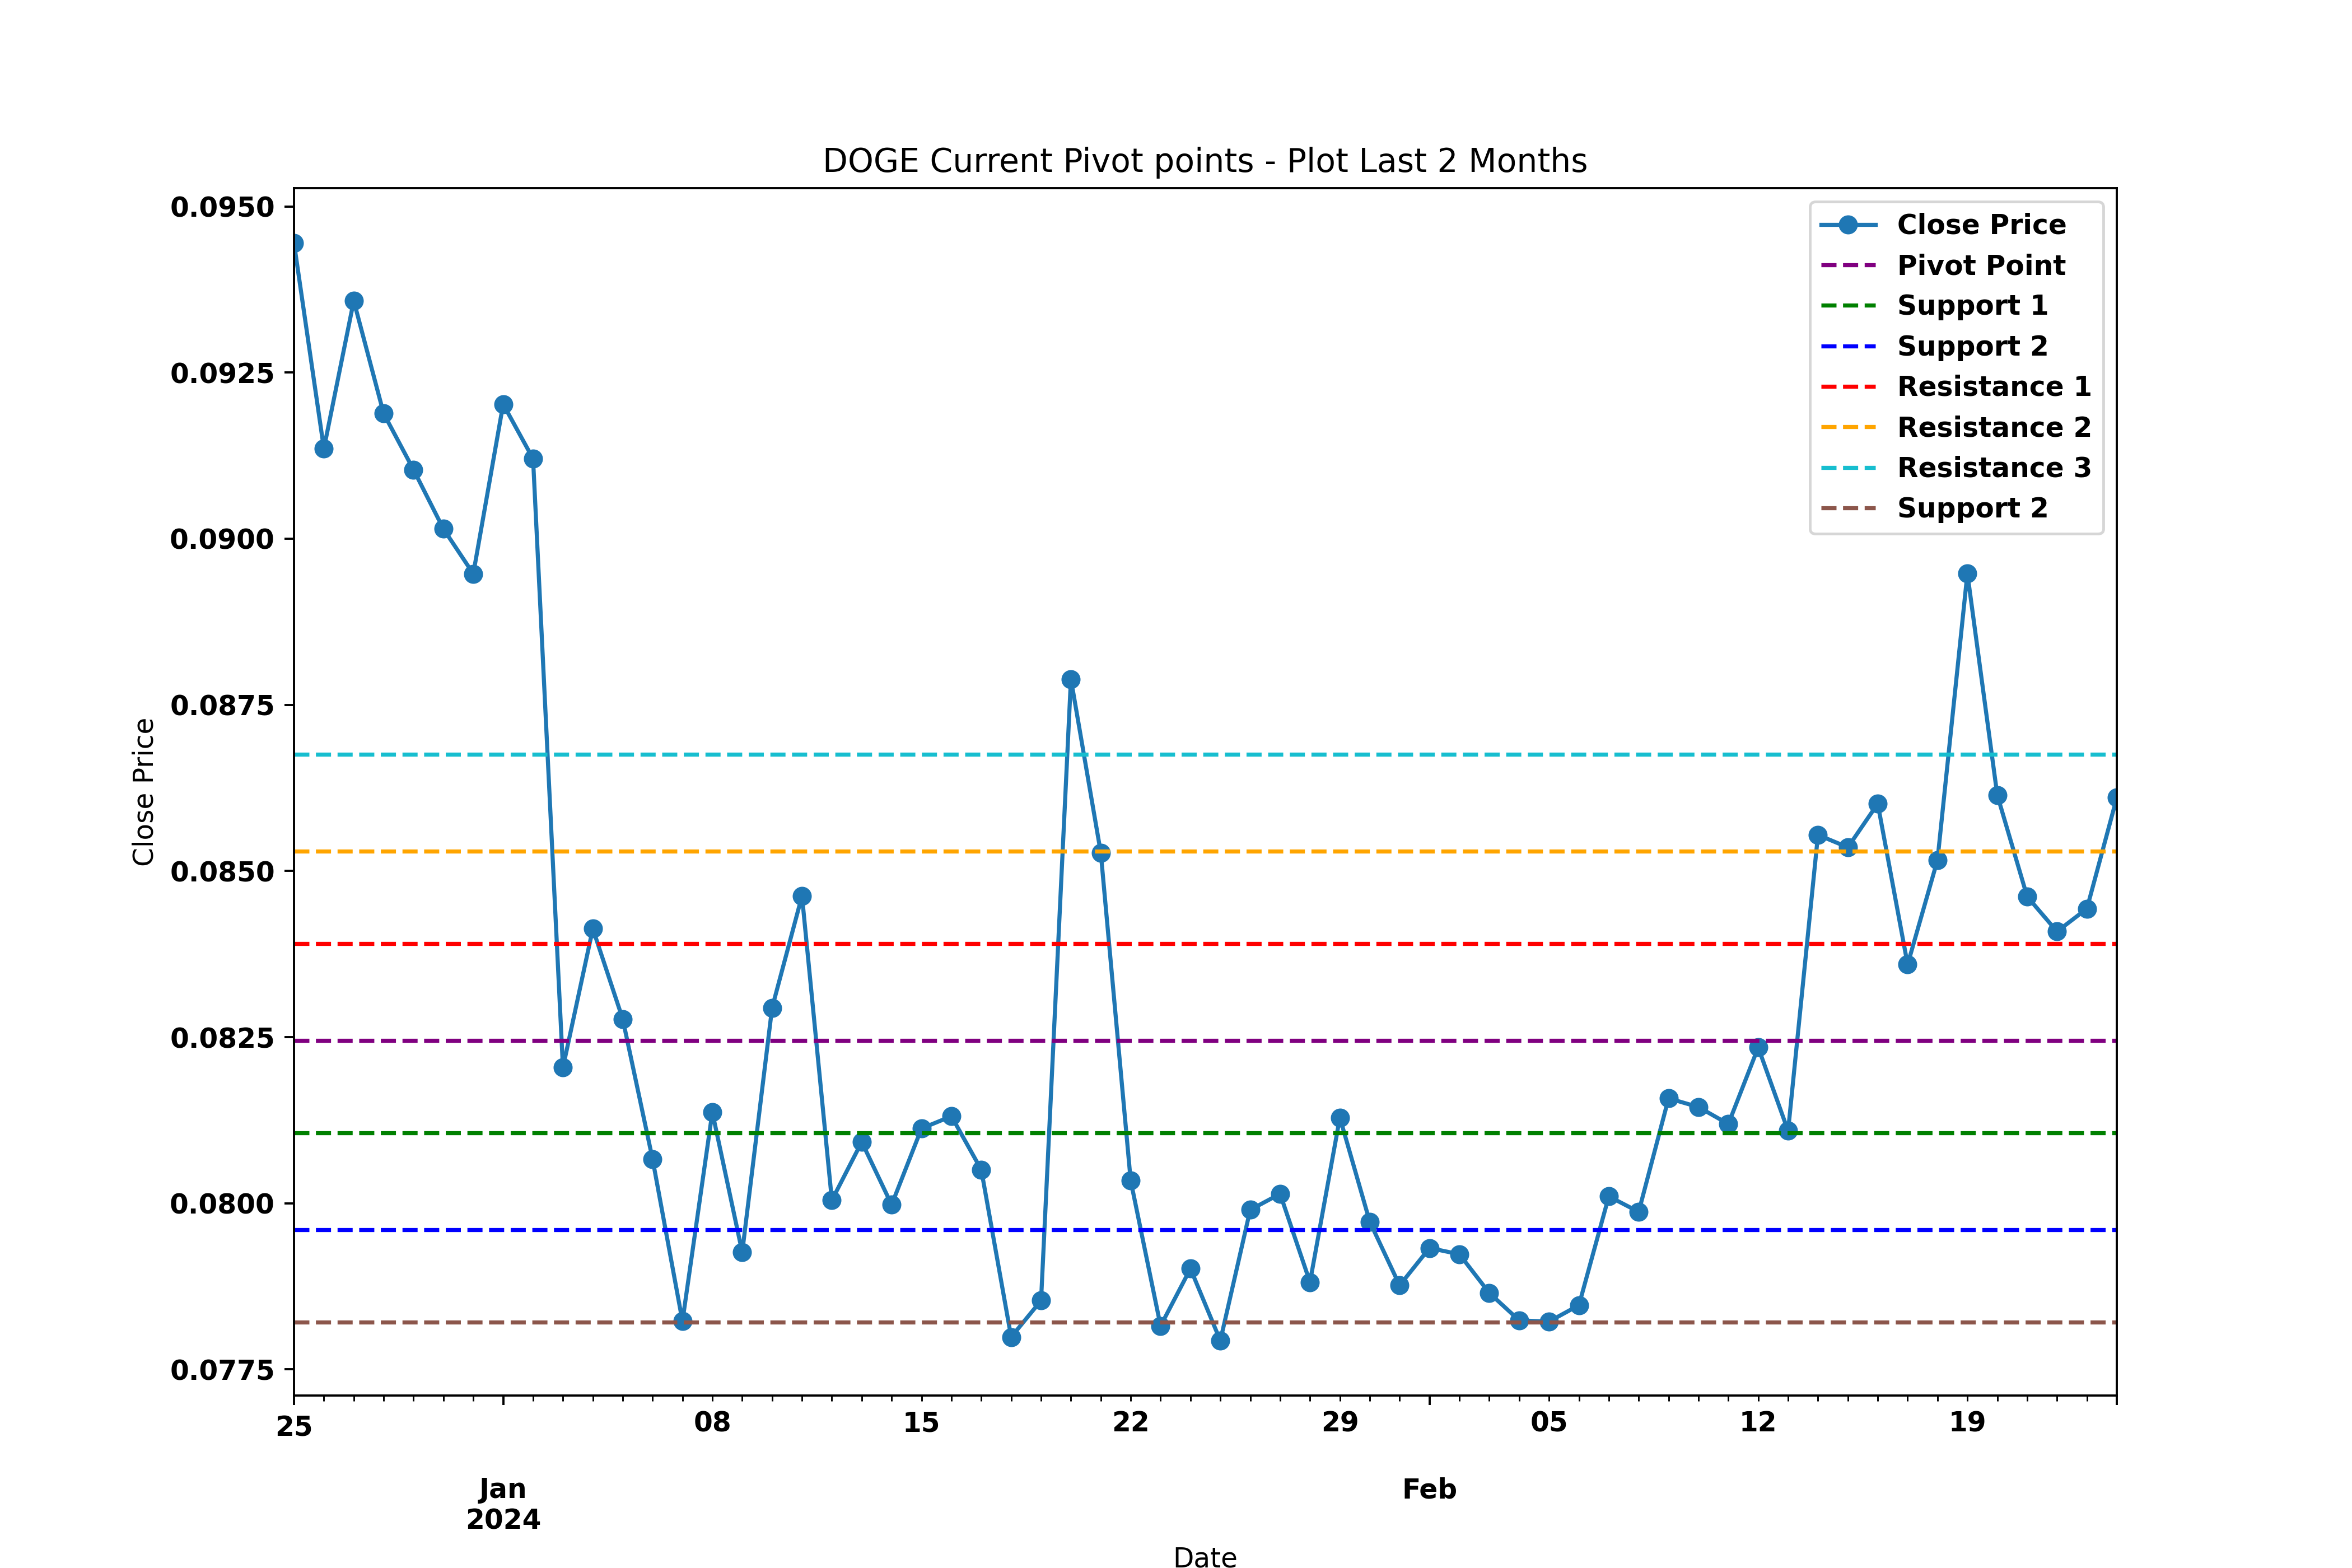 DOGE Current Pivot points - Plot Last 2 Months
Close Price
Pivot Point
Support 1
Support 2
Resistance 1
Resistance 2
Resistance 3
Support 2
0.0950
0.0925
0.0900
0.0875
0.0850
0.0825
0.0800
0.0775
Close Price
25 08 15 22 29 05 12 19
Jan Feb
2024
Date